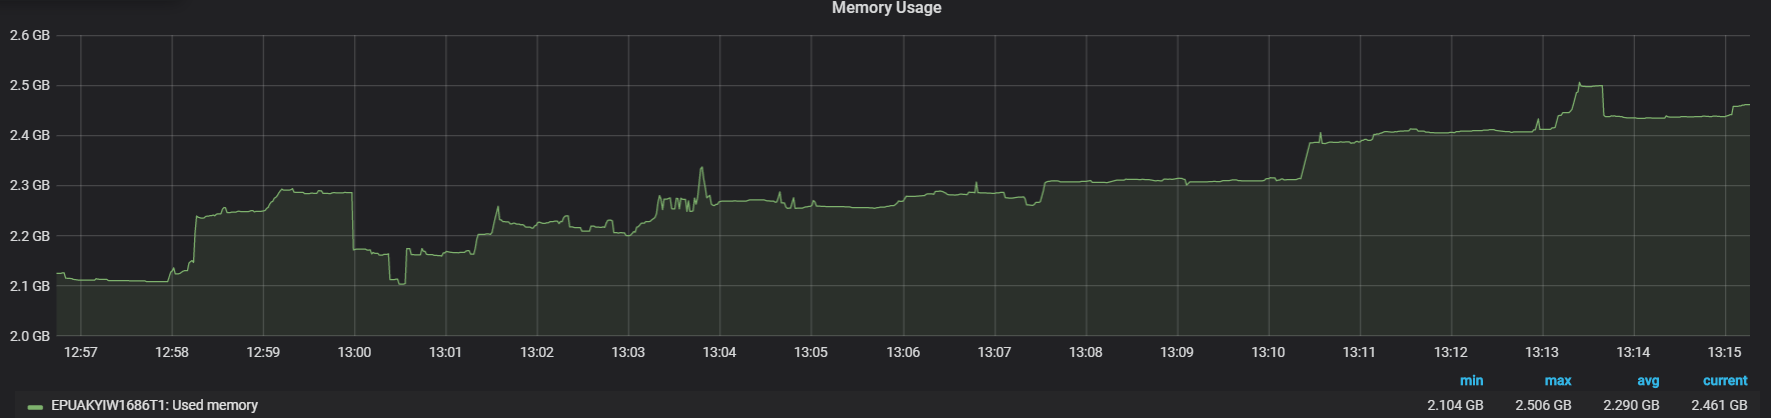 Memory Usage
2.6 GB
2.5 GB
2.4 GB
2.3 GB
2.2 GB
2.1 GB
2.0 GB
12:57 12:58 12:59 13:00 13:01 13:02 13:03 13:04 13:05 13:06 13:07 13:08 13:09 13:10 13:11 13:12 13:13 13:14 13:15
min max avg current
EPUAKYIW1686T1: Used memory 2.104 GB 2.506 GB 2.290 GB 2.461 GB